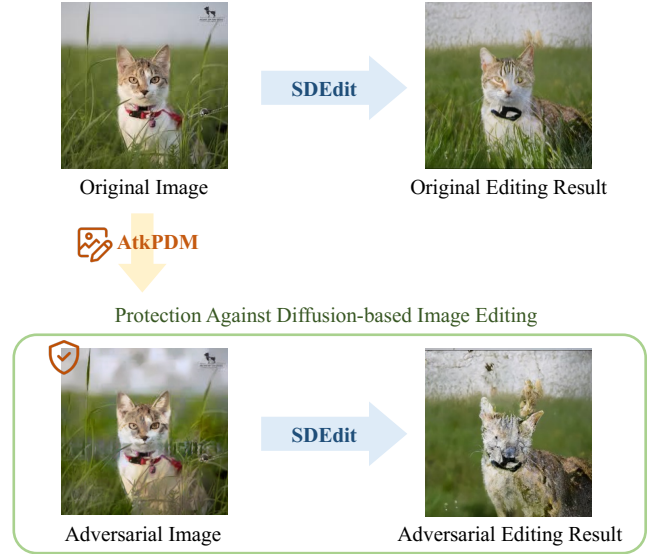 SDEdit
Original Image
Original Editing Result
AtkPDM
Protection Against Diffusion-based Image Editing
SDEdit
Adversarial Image
Adversarial Editing Result